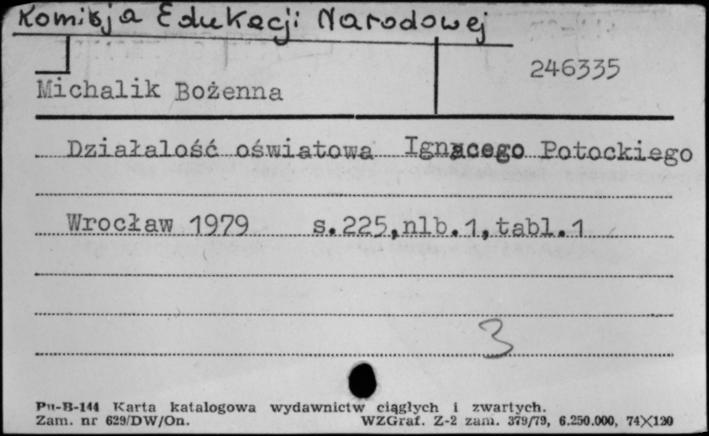 Komisja Edukacji Narodowej
246335
Michalik Bożenna
Działalość oświatowa Ignacego Potockiego
Wrocław 1979 s.225,nlb.1,tabl.1
3
Pu-B-144 Karta katalogowa wydawnictw ciągłych i zwartych.
Zam. nr 629/DW/On. WZGraf. Z-2 zam. 379/79, 6.250.000, 74X120